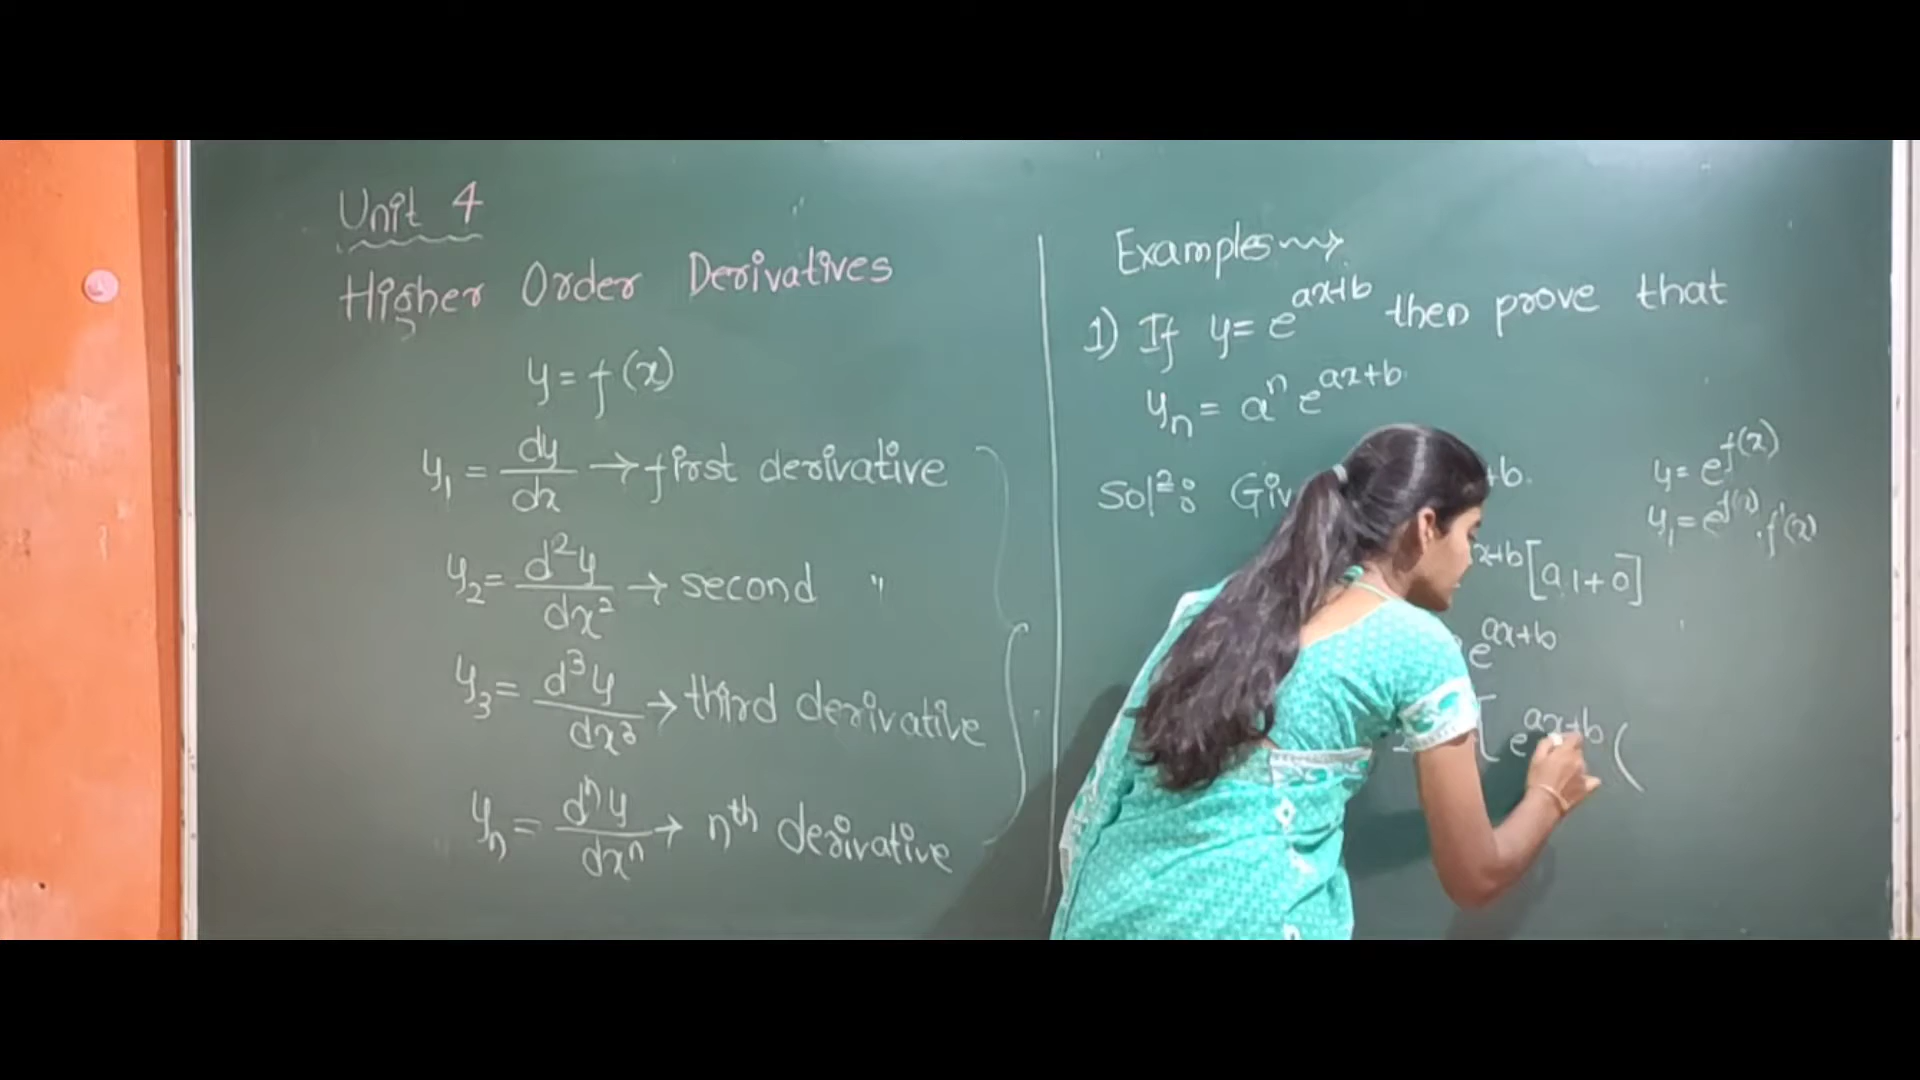 Unit 4
Higher Order Derivatives
y = f(x)
y₁ = dy/dx → first derivative
y₂ = d²y/dx² → second "
y₃ = d³y/dx³ → third derivative
yₙ = dⁿy/dxⁿ → nᵗʰ derivative
Examples
1) If y = e^(ax+b) then prove that
yₙ = aⁿ e^(ax+b)
+b.
x+b [a.1+0]
e^(ax+b)
[ e^(ax+b) (
y = e^f(x)
y₁ = e^f(x) . f'(x)